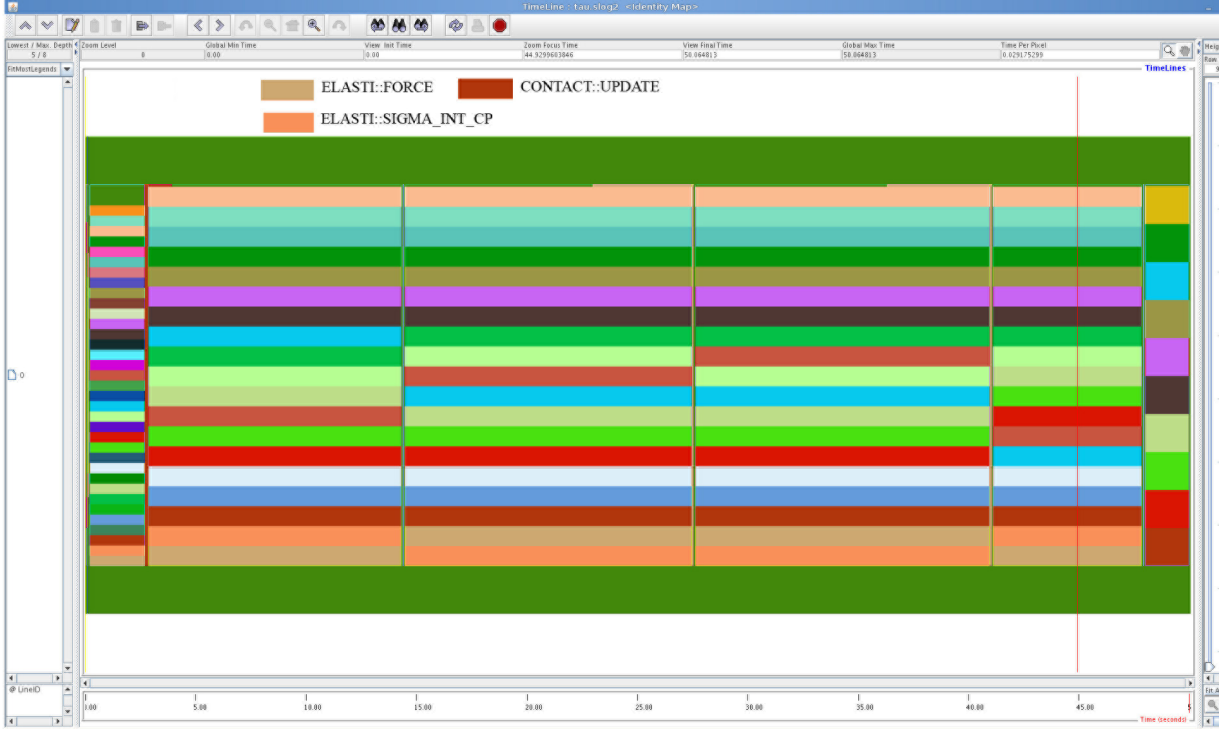 TimeLine : tau.slog2 <Identity Map>
Lowest / Max. Depth Zoom Level Global Min Time View Init Time Zoom Focus Time View Final Time Global Max Time Time Per Pixel
5 / 8 0 0.00 0.00 44.9299603846 50.064813 50.064813 0.029175299
Row
FitMostLegends
TimeLines
ELASTI::FORCE CONTACT::UPDATE
ELASTI::SIGMA_INT_CP
0
@ LineID
5.00 10.00 15.00 20.00 25.00 30.00 35.00 40.00 45.00
Time (seconds)